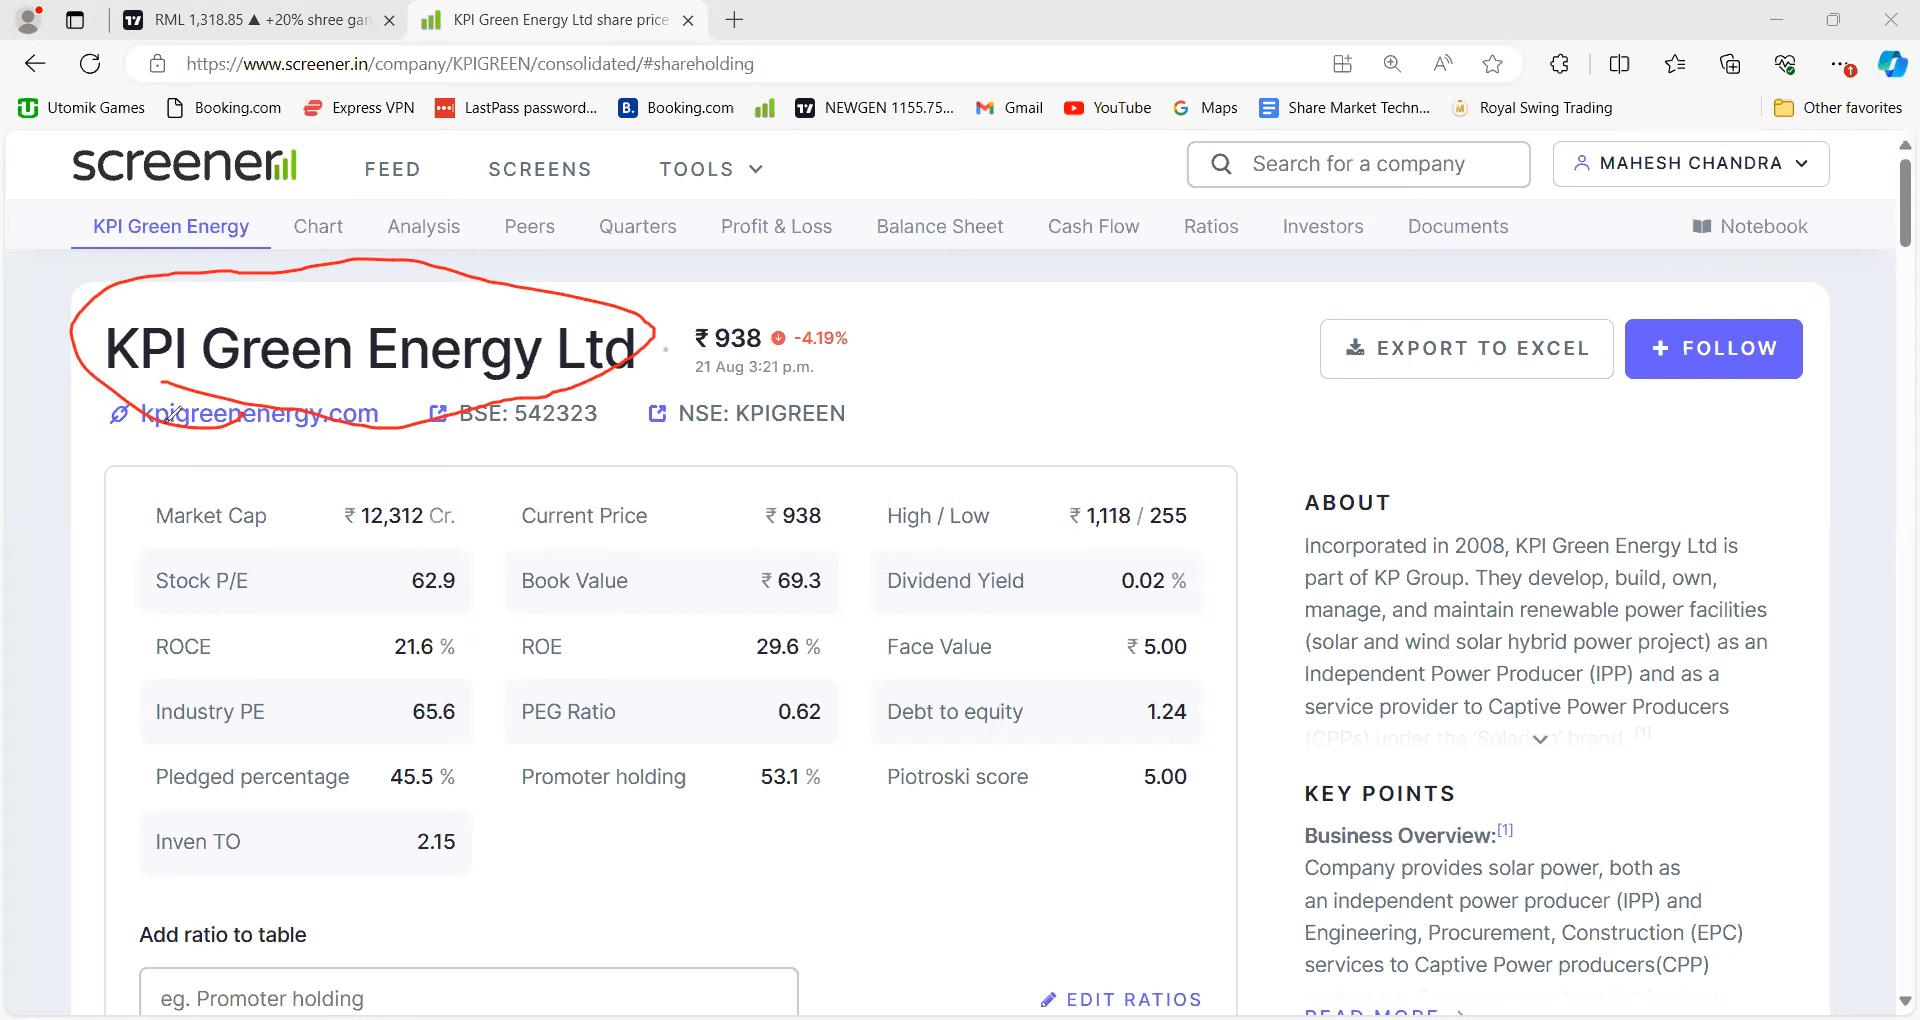 RML 1,318.85 ▲ +20% shree gan
KPI Green Energy Ltd share price
https://www.screener.in/company/KPIGREEN/consolidated/#shareholding
Utomik Games Booking.com Express VPN LastPass password... Booking.com NEWGEN 1155.75... Gmail YouTube Maps Share Market Techn... Royal Swing Trading Other favorites
screener FEED SCREENS TOOLS Search for a company MAHESH CHANDRA
KPI Green Energy Chart Analysis Peers Quarters Profit & Loss Balance Sheet Cash Flow Ratios Investors Documents Notebook
KPI Green Energy Ltd
₹ 938 -4.19%
21 Aug 3:21 p.m.
EXPORT TO EXCEL
+ FOLLOW
kpigreenenergy.com BSE: 542323 NSE: KPIGREEN
Market Cap ₹ 12,312 Cr. Current Price ₹ 938 High / Low ₹ 1,118 / 255
Stock P/E 62.9 Book Value ₹ 69.3 Dividend Yield 0.02 %
ROCE 21.6 % ROE 29.6 % Face Value ₹ 5.00
Industry PE 65.6 PEG Ratio 0.62 Debt to equity 1.24
Pledged percentage 45.5 % Promoter holding 53.1 % Piotroski score 5.00
Inven TO 2.15
Add ratio to table
eg. Promoter holding
EDIT RATIOS
ABOUT
Incorporated in 2008, KPI Green Energy Ltd is
part of KP Group. They develop, build, own,
manage, and maintain renewable power facilities
(solar and wind solar hybrid power project) as an
Independent Power Producer (IPP) and as a
service provider to Captive Power Producers
(CPPs) under the brand. [1]
KEY POINTS
Business Overview:[1]
Company provides solar power, both as
an independent power producer (IPP) and
Engineering, Procurement, Construction (EPC)
services to Captive Power producers(CPP)
READ MORE